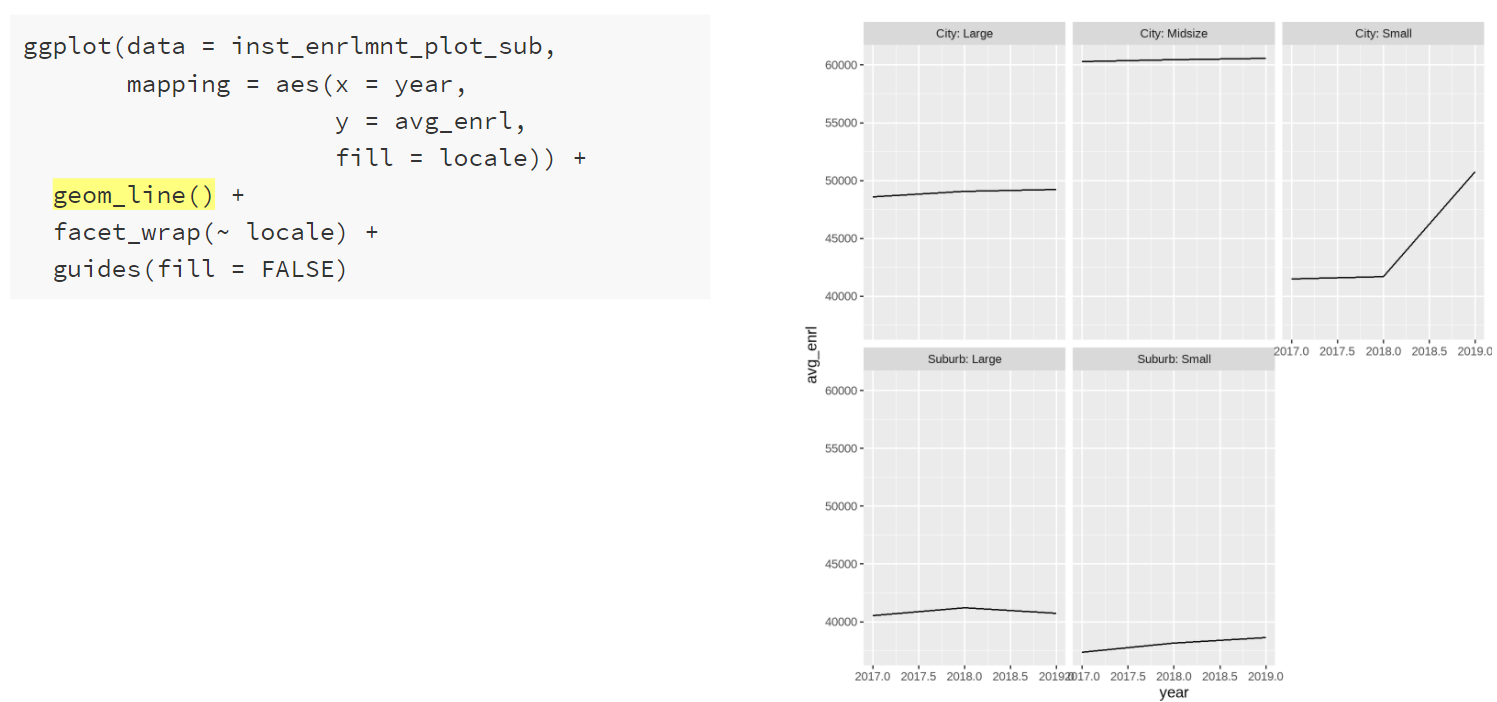 ggplot(data = inst_enrlmnt_plot_sub,
mapping = aes(x = year,
y = avg_enrl,
fill = locale)) +
geom_line() +
facet_wrap(~ locale) +
guides(fill = FALSE)
City: Large
City: Midsize
City: Small
60000
55000
50000
45000
40000
2017.0 2017.5 2018.0 2018.5 2019.0
avg_enrl
Suburb: Large
Suburb: Small
60000
55000
50000
45000
40000
2017.0 2017.5 2018.0 2018.5 2019.0
2017.0 2017.5 2018.0 2018.5 2019.0
year